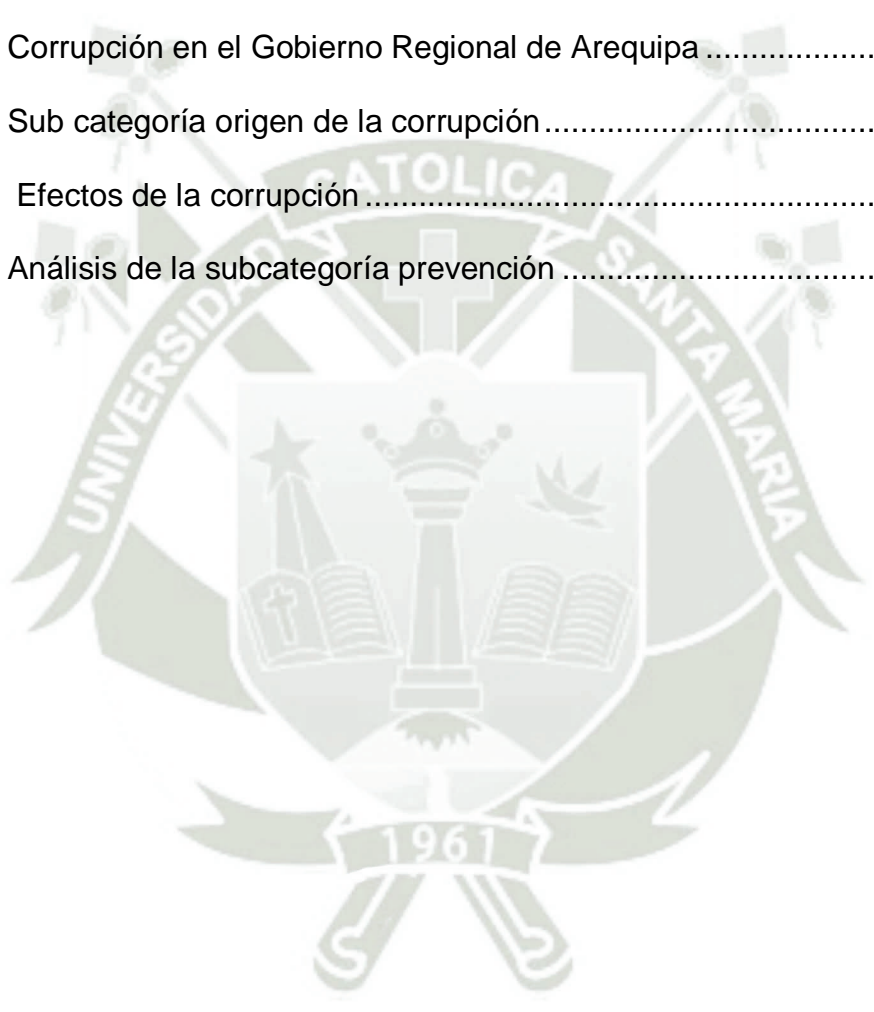 Corrupción en el Gobierno Regional de Arequipa ...................
Sub categoría origen de la corrupción .....................................
Efectos de la corrupción .........................................................
Análisis de la subcategoría prevención ...................................
UNIVERSIDAD CATOLICA SANTA MARIA
1961